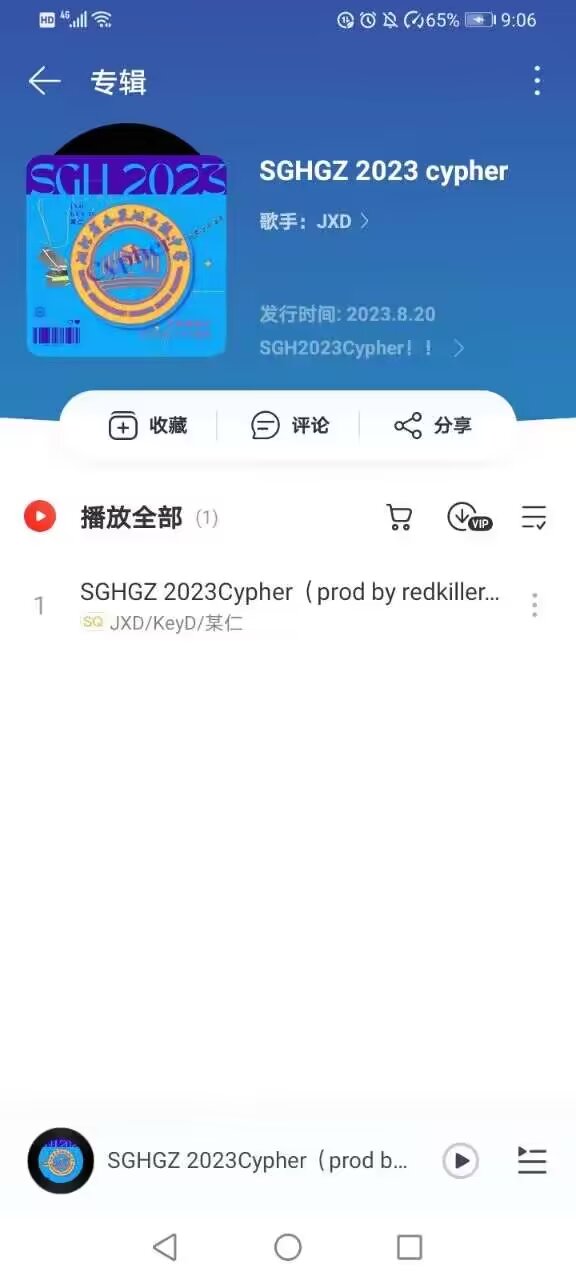 HD 4G 65% 9:06
专辑
SGH 2023
Cypher
SGHGZ 2023 cypher
歌手：JXD
发行时间: 2023.8.20
SGH2023Cypher！！
收藏
评论
分享
播放全部 (1)
VIP
1
SGHGZ 2023Cypher（prod by redkiller...
SQ JXD/KeyD/某仁
SGHGZ 2023Cypher（prod b...